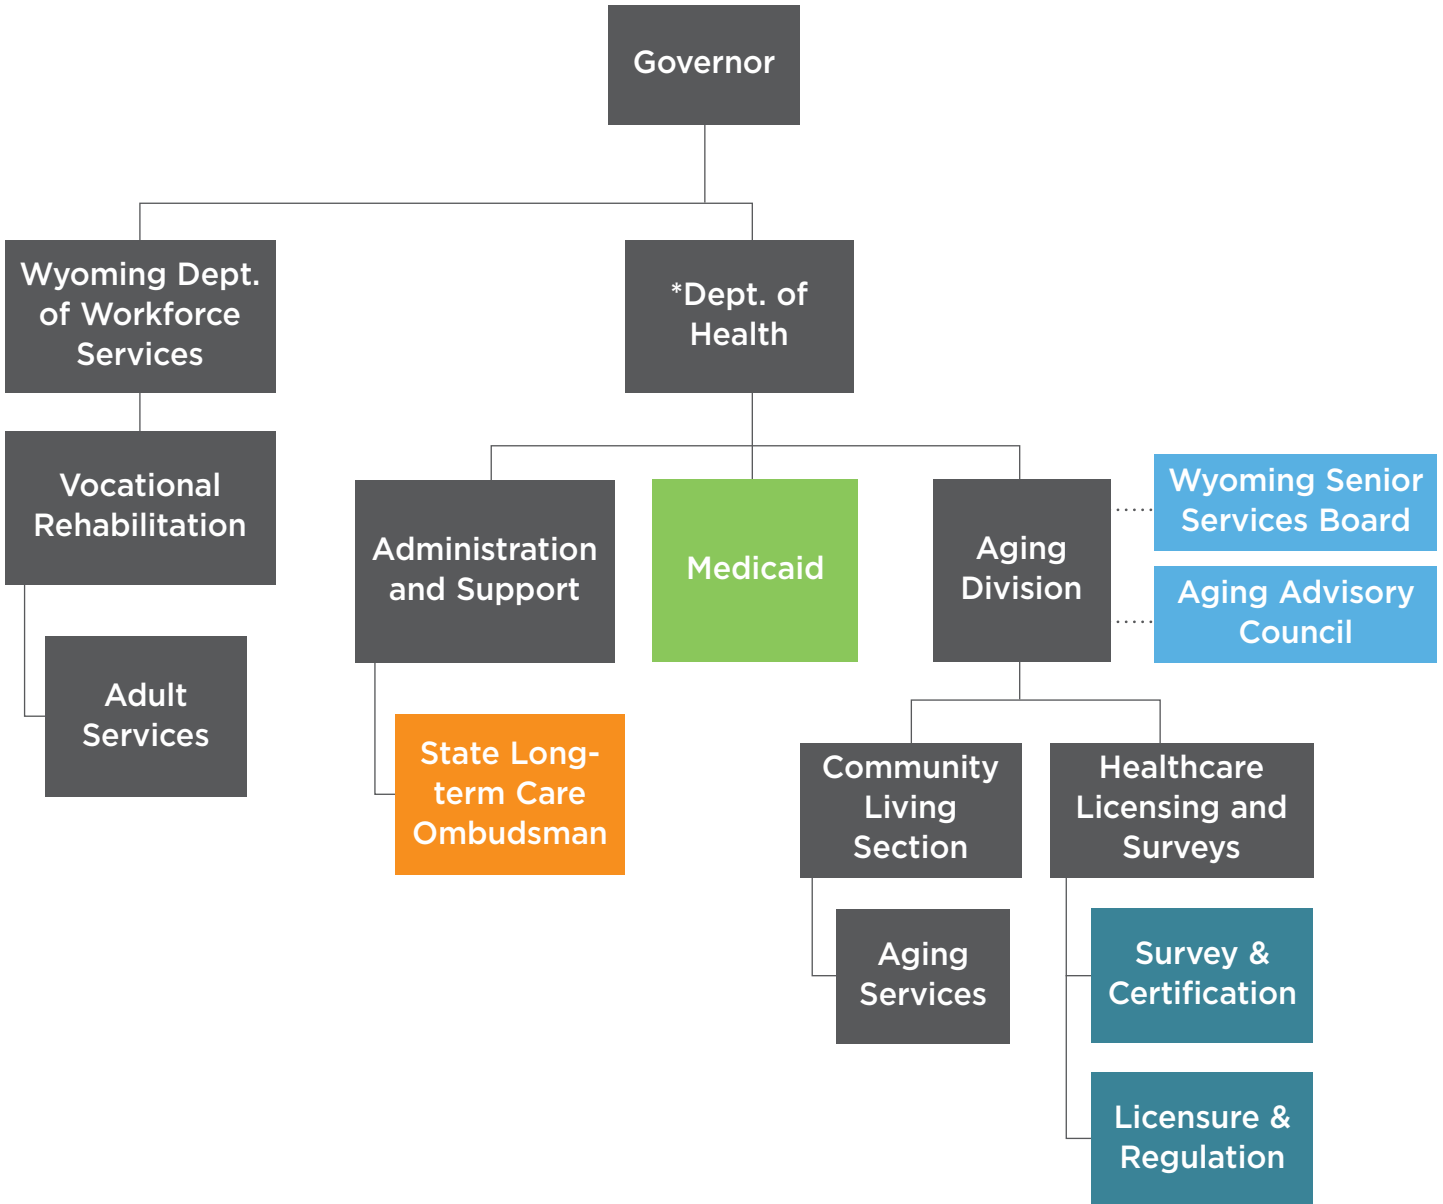 Governor
Wyoming Dept.
of Workforce
Services
*Dept. of
Health
Vocational
Rehabilitation
Administration
and Support
Medicaid
Aging
Division
Wyoming Senior
Services Board
Aging Advisory
Council
Adult
Services
State Long-
term Care
Ombudsman
Community
Living
Section
Healthcare
Licensing and
Surveys
Aging
Services
Survey &
Certification
Licensure &
Regulation